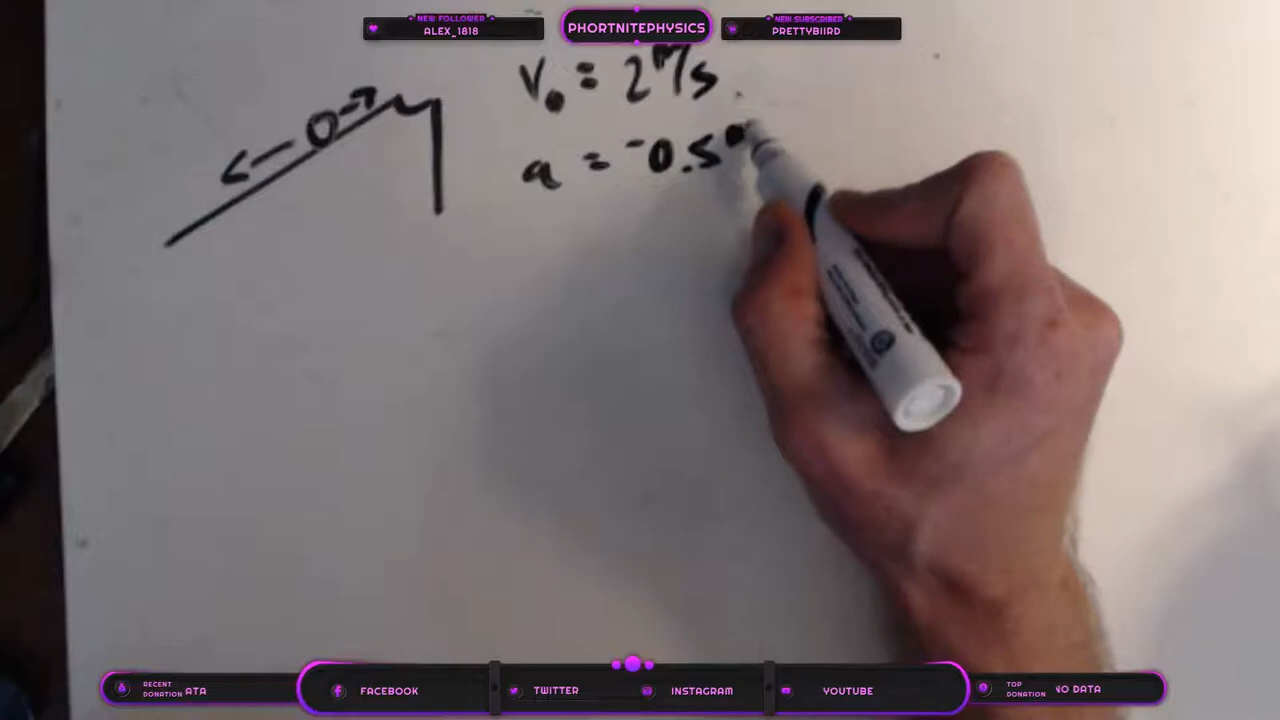 NEW FOLLOWER
ALEX_1818
PHORTNITEPHYSICS
NEW SUBSCRIBER
PRETTYBIIRD
v₀ = 2 m/s
a = -0.5
RECENT
DONATION ATA
FACEBOOK
TWITTER
INSTAGRAM
YOUTUBE
TOP
DONATION NO DATA